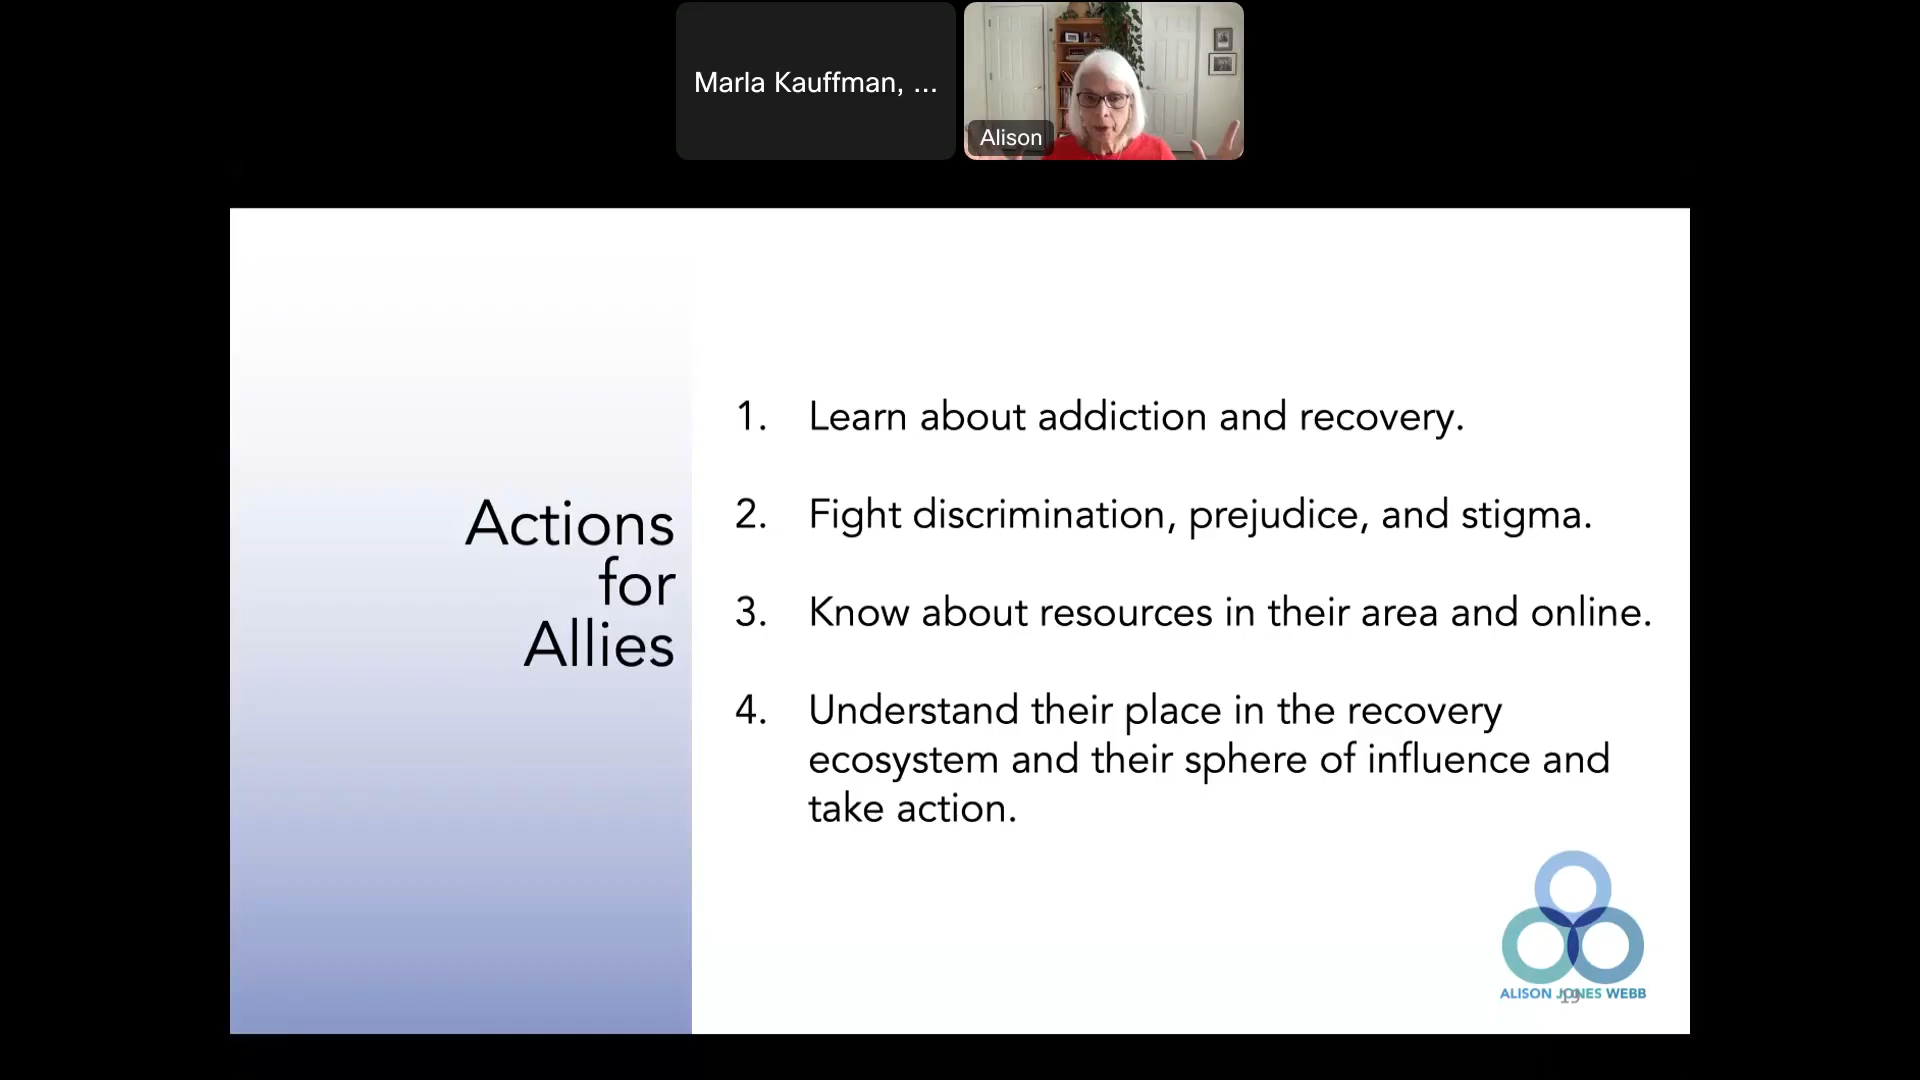 Marla Kauffman, ...
Alison
Actions
for
Allies
1. Learn about addiction and recovery.
2. Fight discrimination, prejudice, and stigma.
3. Know about resources in their area and online.
4. Understand their place in the recovery
ecosystem and their sphere of influence and
take action.
ALISON JONES WEBB
19